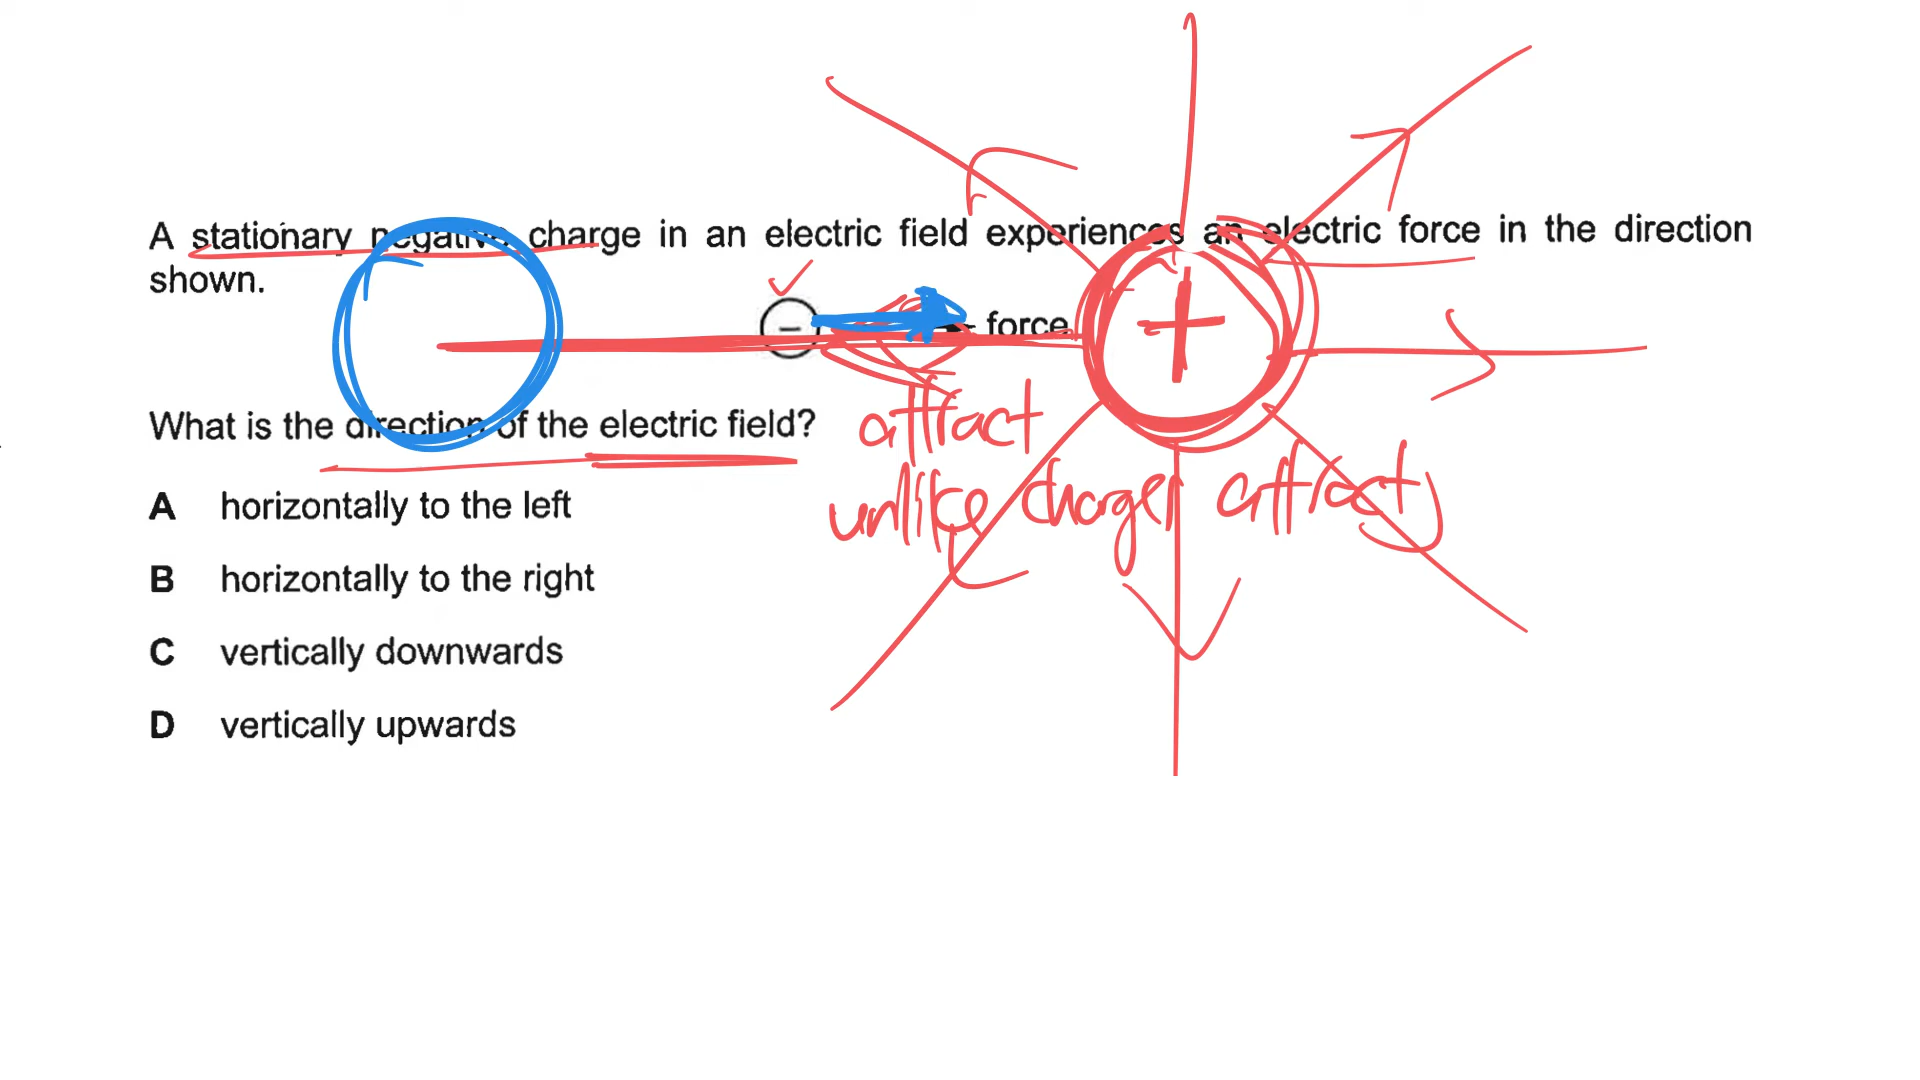 A stationary negative charge in an electric field experiences an electric force in the direction
shown.
− force +
What is the direction of the electric field?
attract
unlike charges attract
A horizontally to the left
B horizontally to the right
C vertically downwards
D vertically upwards